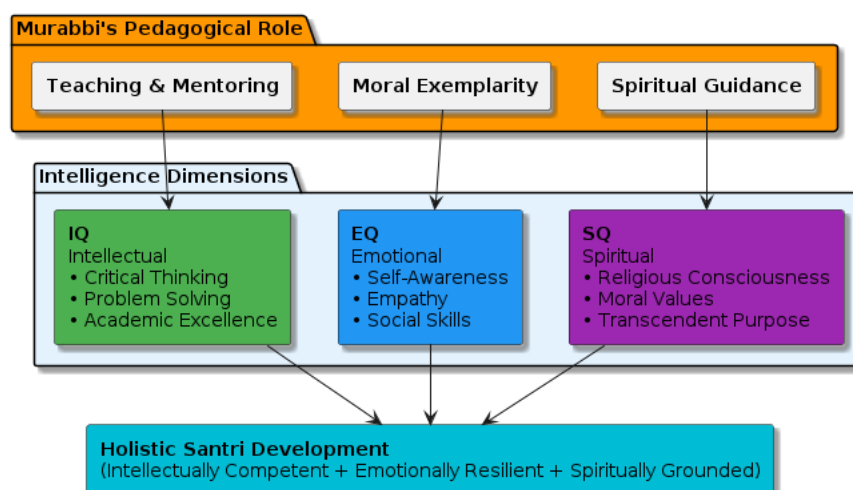 Murabbi's Pedagogical Role
Teaching & Mentoring
Moral Exemplarity
Spiritual Guidance
Intelligence Dimensions
IQ
Intellectual
• Critical Thinking
• Problem Solving
• Academic Excellence
EQ
Emotional
• Self-Awareness
• Empathy
• Social Skills
SQ
Spiritual
• Religious Consciousness
• Moral Values
• Transcendent Purpose
Holistic Santri Development
(Intellectually Competent + Emotionally Resilient + Spiritually Grounded)